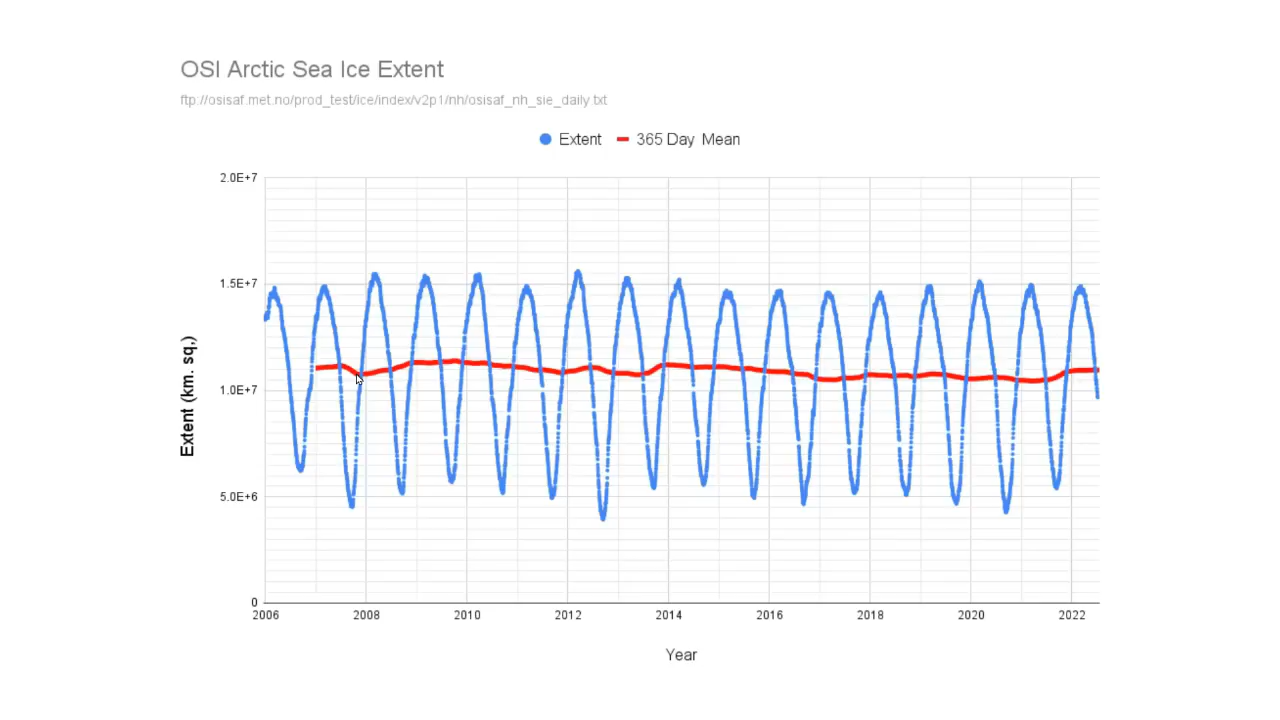 OSI Arctic Sea Ice Extent
ftp://osisaf.met.no/prod_test/ice/index/v2p1/nh/osisaf_nh_sie_daily.txt
Extent 365 Day Mean
2.0E+7
1.5E+7
1.0E+7
5.0E+6
0
Extent (km. sq.)
2006 2008 2010 2012 2014 2016 2018 2020 2022
Year